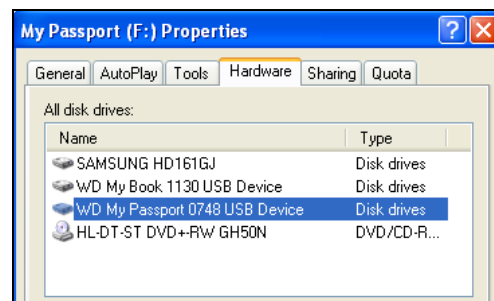 My Passport (F:) Properties
General AutoPlay Tools Hardware Sharing Quota
All disk drives:
Name Type
SAMSUNG HD161GJ Disk drives
WD My Book 1130 USB Device Disk drives
WD My Passport 0748 USB Device Disk drives
HL-DT-ST DVD+-RW GH50N DVD/CD-R...